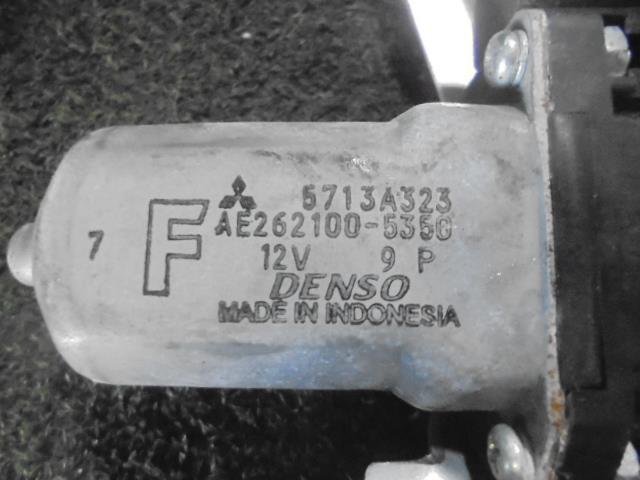 5713A323
AE262100-5350
12V 9 P
DENSO
MADE IN INDONESIA
7
F